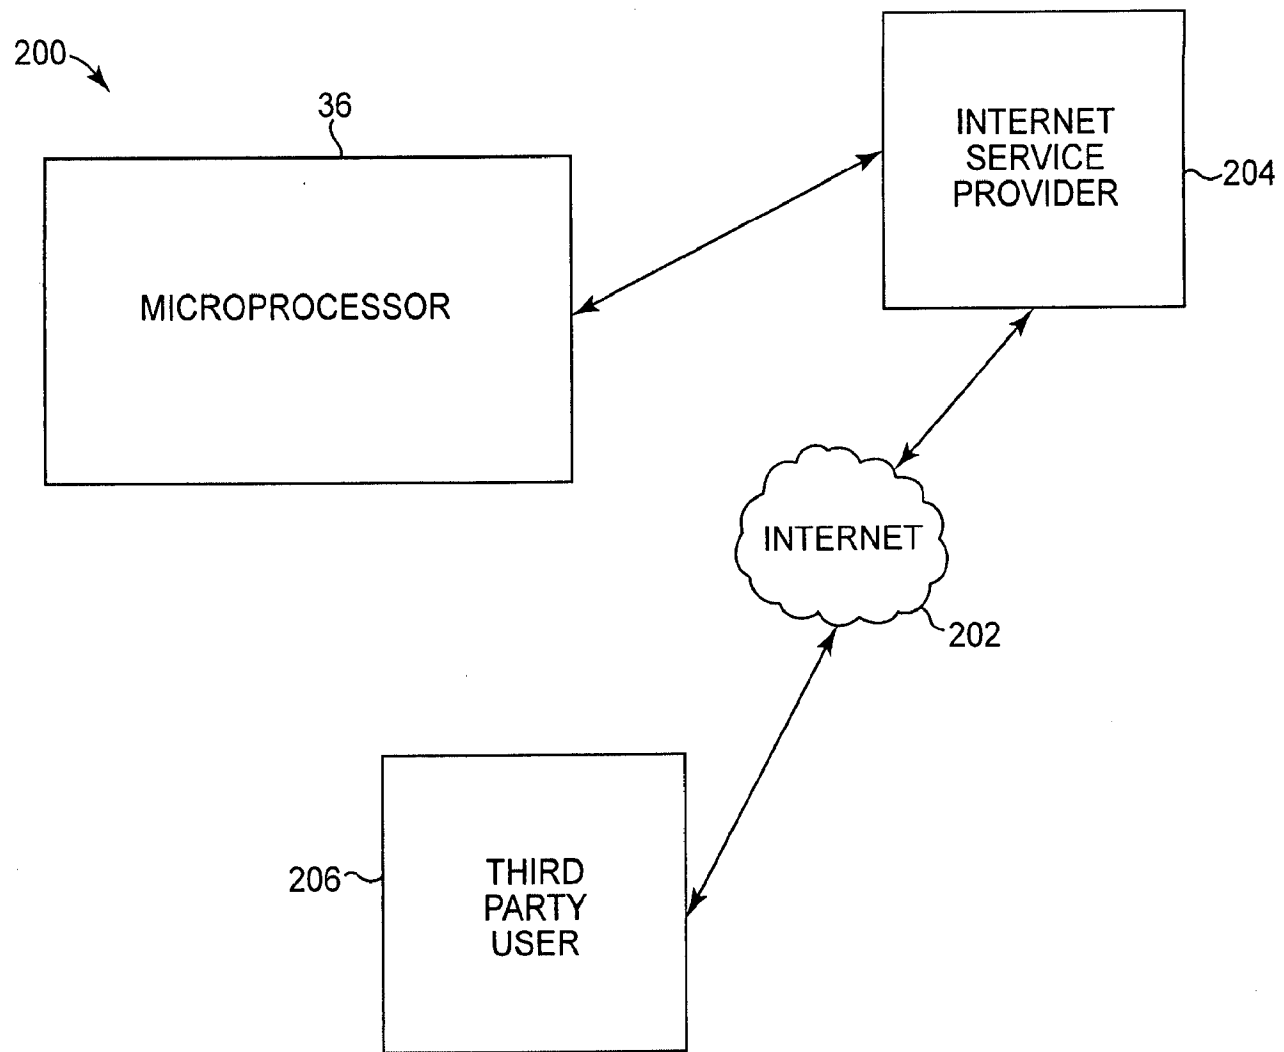 200
36
MICROPROCESSOR
INTERNET
SERVICE
PROVIDER
204
INTERNET
202
206
THIRD
PARTY
USER